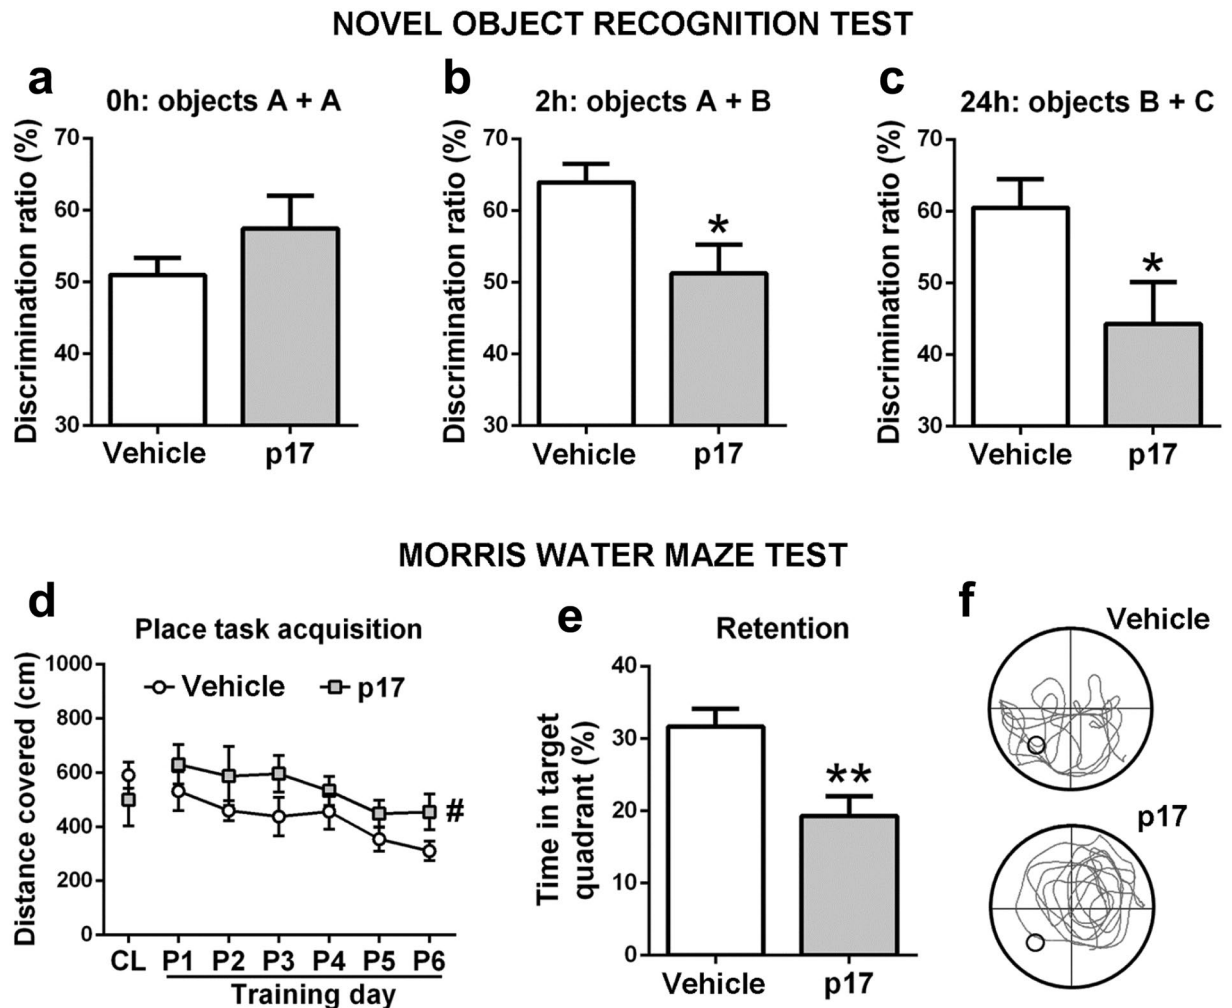 NOVEL OBJECT RECOGNITION TEST
a
0h: objects A + A
Discrimination ratio (%)
70
60
50
40
30
Vehicle p17
b
2h: objects A + B
Discrimination ratio (%)
70
60
50
40
30
*
Vehicle p17
c
24h: objects B + C
Discrimination ratio (%)
70
60
50
40
30
*
Vehicle p17
MORRIS WATER MAZE TEST
d
Place task acquisition
Distance covered (cm)
1000
800
600
400
200
0
Vehicle p17
#
CL P1 P2 P3 P4 P5 P6
Training day
e
Retention
Time in target
quadrant (%)
40
30
20
10
0
**
Vehicle p17
f
Vehicle
p17